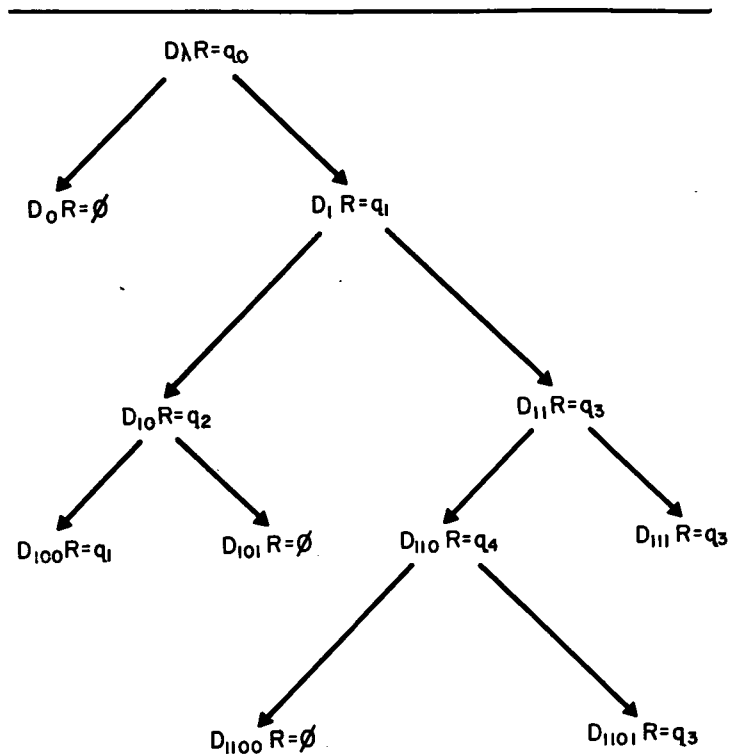 DλR=q₀
D₀R=∅ D₁R=q₁
D₁₀R=q₂ D₁₁R=q₃
D₁₀₀R=q₁ D₁₀₁R=∅ D₁₁₀R=q₄ D₁₁₁R=q₃
D₁₁₀₀R=∅ D₁₁₀₁R=q₃